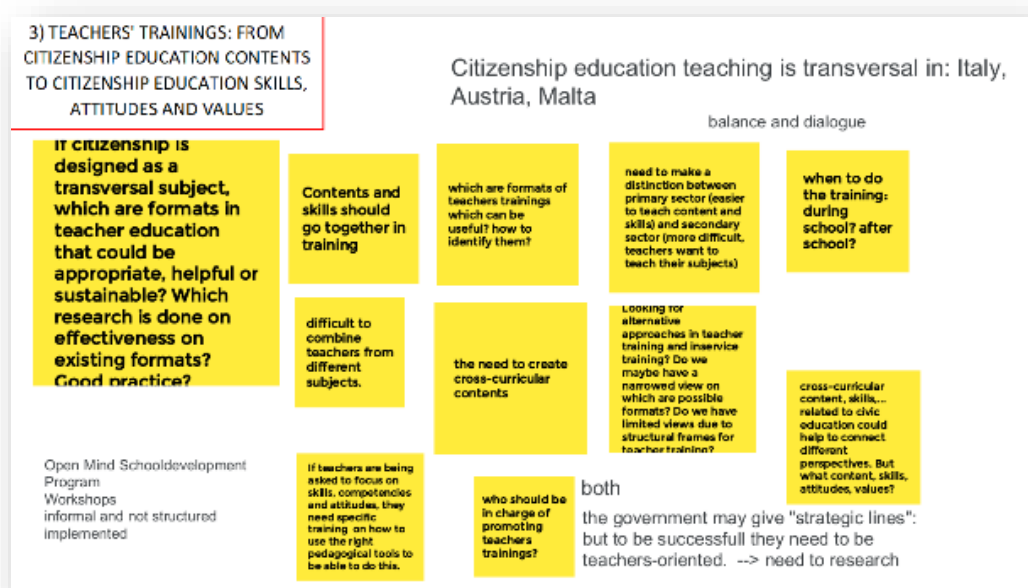 3) TEACHERS' TRAININGS: FROM
CITIZENSHIP EDUCATION CONTENTS
TO CITIZENSHIP EDUCATION SKILLS,
ATTITUDES AND VALUES
Citizenship education teaching is transversal in: Italy,
Austria, Malta
balance and dialogue
If citizenship is
designed as a
transversal subject,
which are formats in
teacher education
that could be
appropriate, helpful or
sustainable? Which
research is done on
effectiveness on
existing formats?
Good practice?
Contents and
skills should
go together in
training
which are formats of
teachers trainings
which can be
useful? how to
identify them?
need to make a
distinction between
primary sector (easier
to teach content and
skills) and secondary
sector (more difficult,
teachers want to
teach their subjects)
when to do
the training:
during
school? after
school?
difficult to
combine
teachers from
different
subjects.
the need to create
cross-curricular
contents
Looking for
alternative
approaches in teacher
training and inservice
training? Do we
maybe have a
narrowed view on
which are possible
formats? Do we have
limited views due to
structural frames for
teacher training?
cross-curricular
content, skills,...
related to civic
education could
help to connect
different
perspectives. But
what content, skills,
attitudes, values?
Open Mind Schooldevelopment
Program
Workshops
informal and not structured
implemented
If teachers are being
asked to focus on
skills, competencies
and attitudes, they
need specific
training on how to
use the right
pedagogical tools to
be able to do this.
who should be
in charge of
promoting
teachers
trainings?
both
the government may give "strategic lines":
but to be successfull they need to be
teachers-oriented. --> need to research